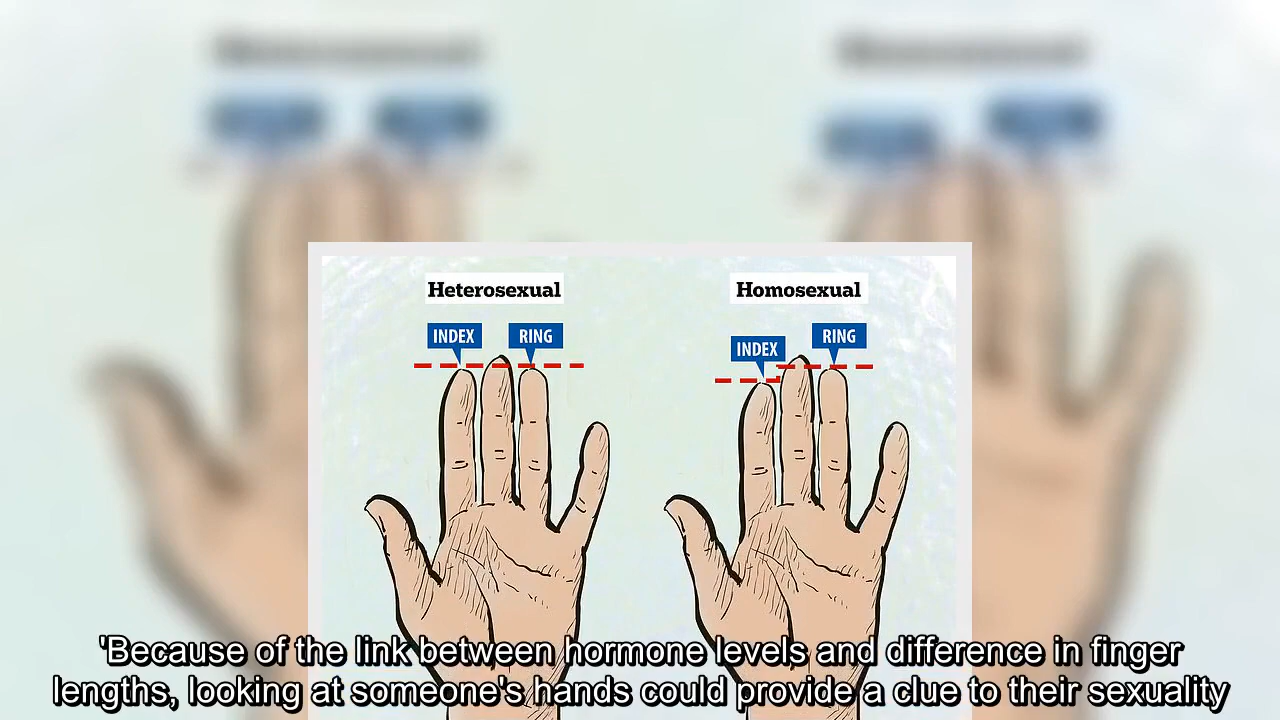 Heterosexual
Homosexual
INDEX
RING
INDEX
RING
'Because of the link between hormone levels and difference in finger
lengths, looking at someone's hands could provide a clue to their sexuality